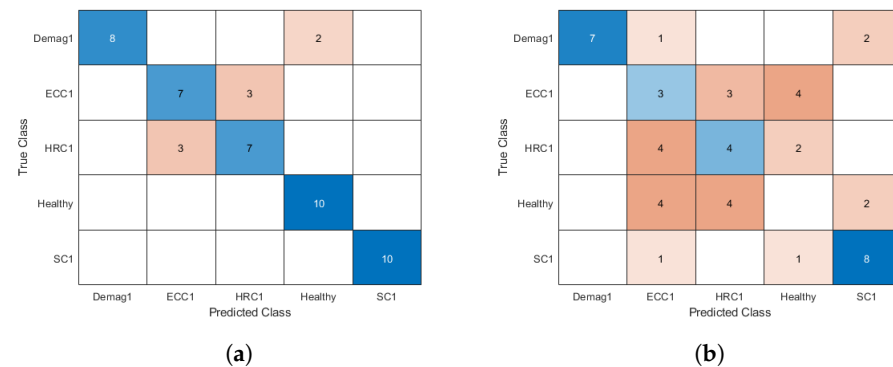 Demag1 8 2
ECC1 7 3
HRC1 3 7
Healthy 10
SC1 10
Demag1 ECC1 HRC1 Healthy SC1
Predicted Class
True Class
(a)
Demag1 7 1 2
ECC1 3 3 4
HRC1 4 4 2
Healthy 4 4 2
SC1 1 1 8
Demag1 ECC1 HRC1 Healthy SC1
Predicted Class
True Class
(b)